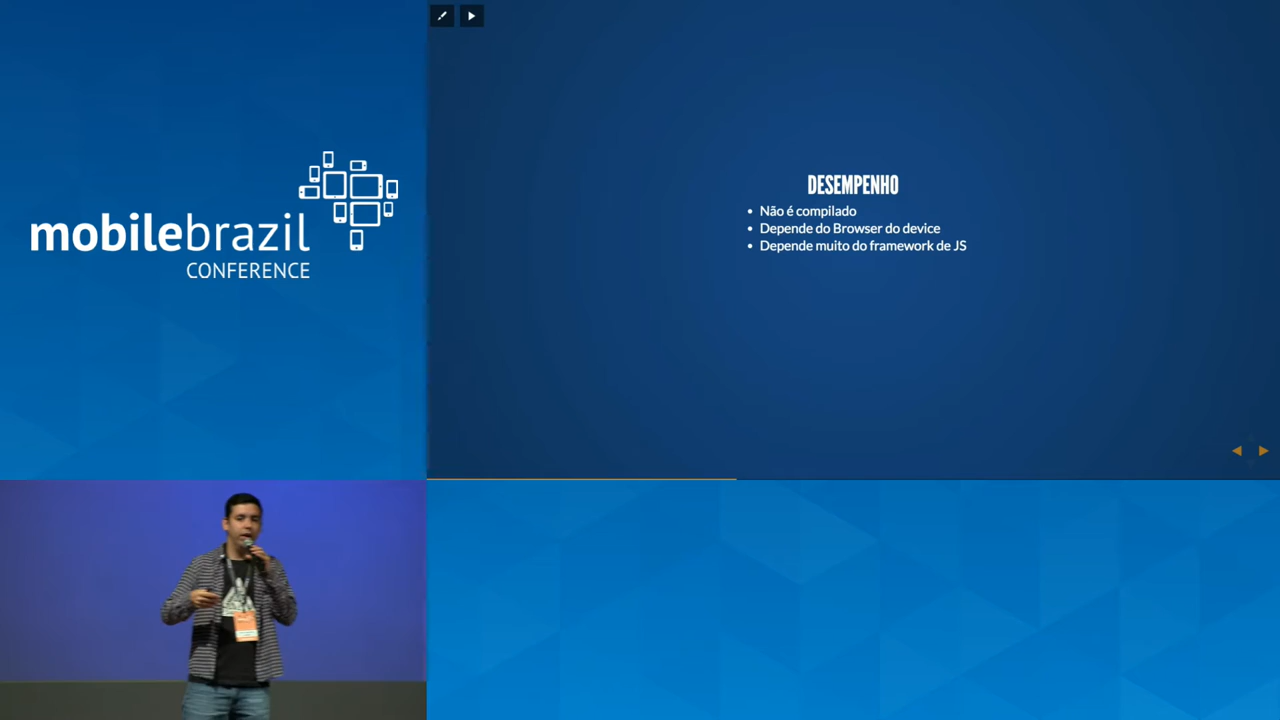 mobilebrazil
CONFERENCE
DESEMPENHO
• Não é compilado
• Depende do Browser do device
• Depende muito do framework de JS